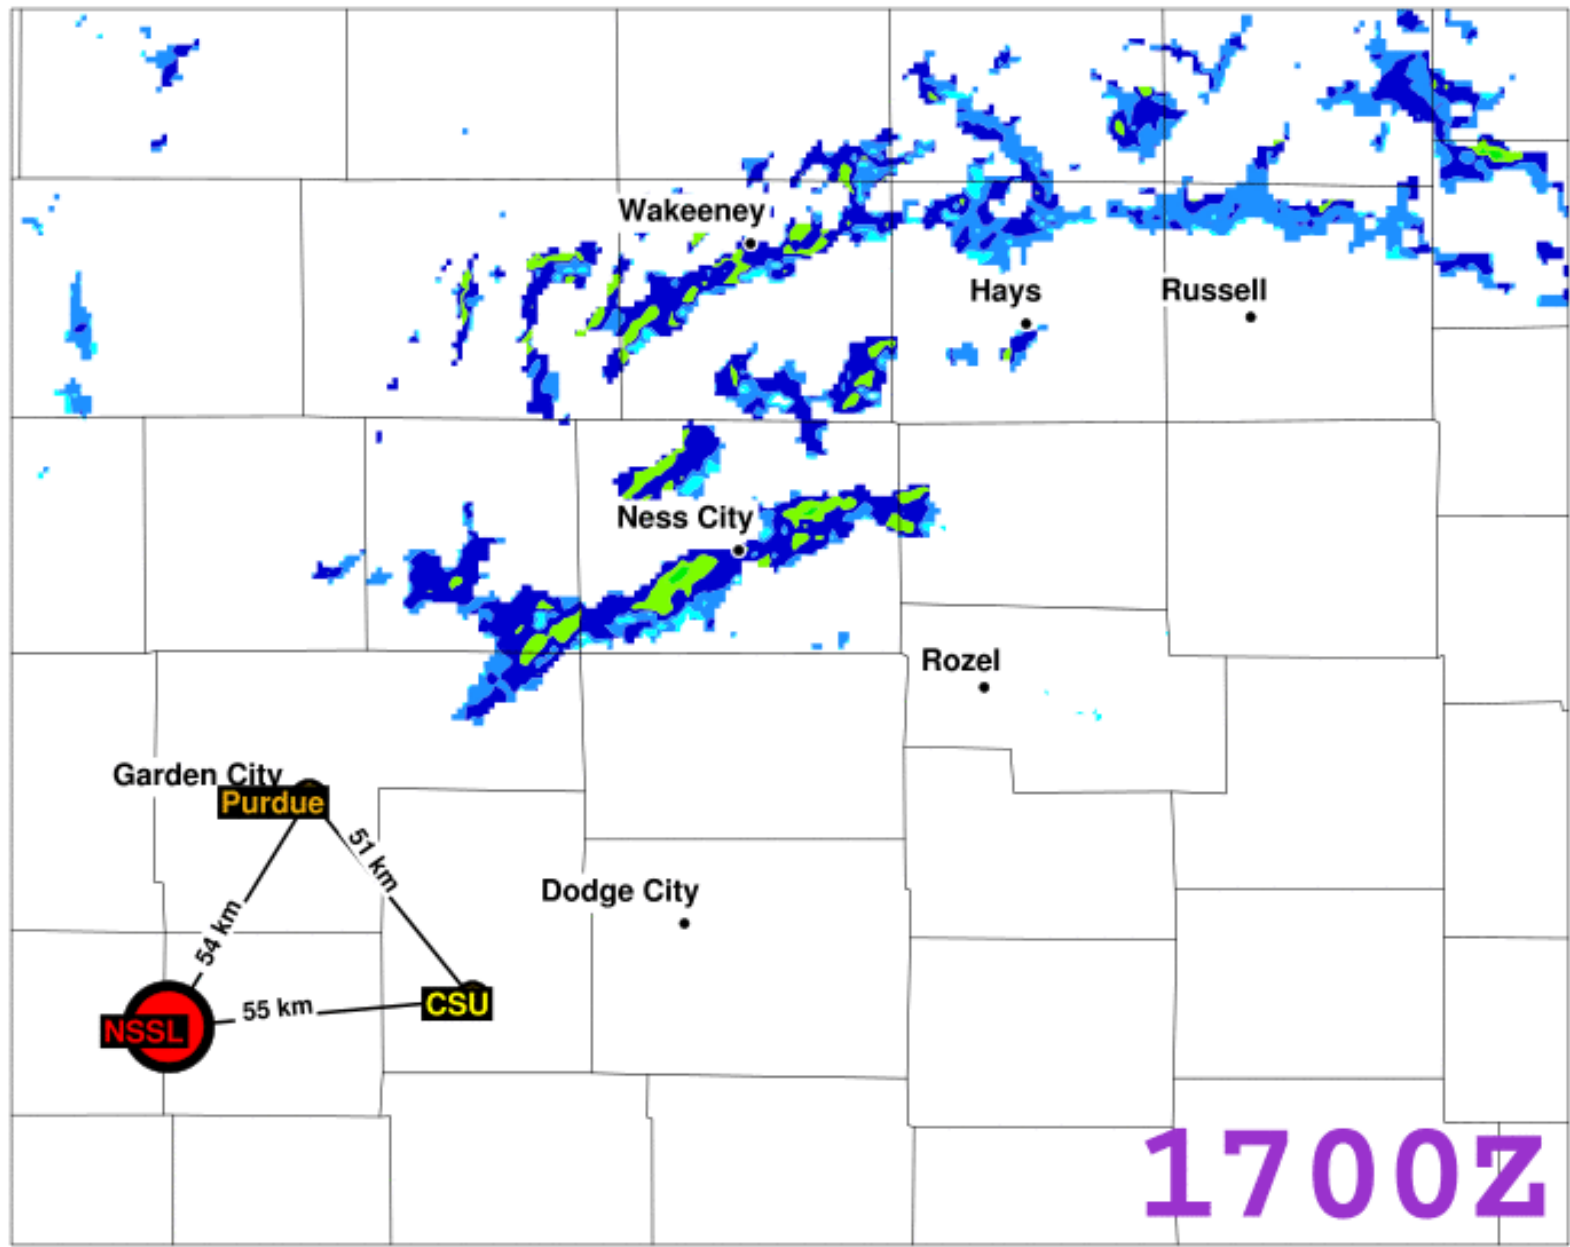 Wakeeney
Hays
Russell
Ness City
Rozel
Garden City
Purdue
51 km
Dodge City
54 km
NSSL
55 km
CSU
1700Z